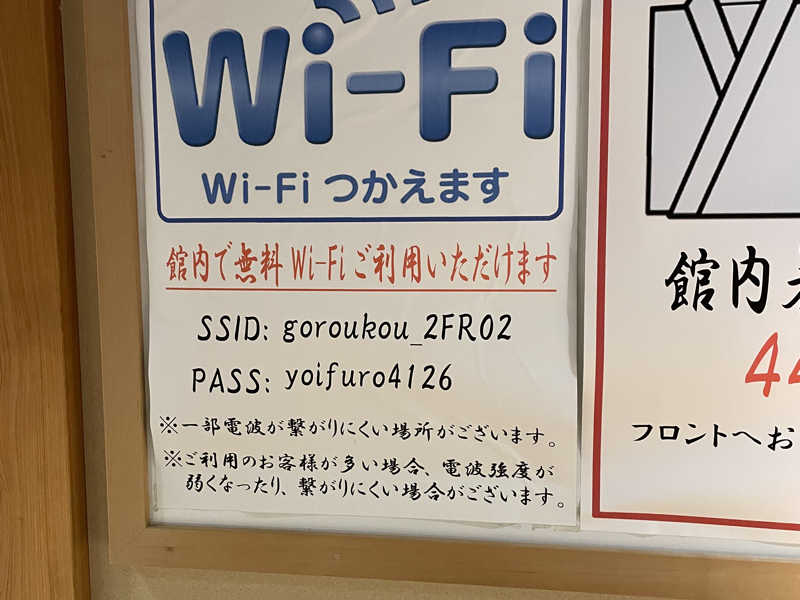 Wi-Fi
Wi-Fi つかえます
館内で無料 Wi-Fi ご利用いただけます
SSID: goroukou_2FR02
PASS: yoifuro4126
※一部電波が繋がりにくい場所がございます。
※ご利用のお客様が多い場合、電波強度が
弱くなったり、繋がりにくい場合がございます。
館内
フロントへお